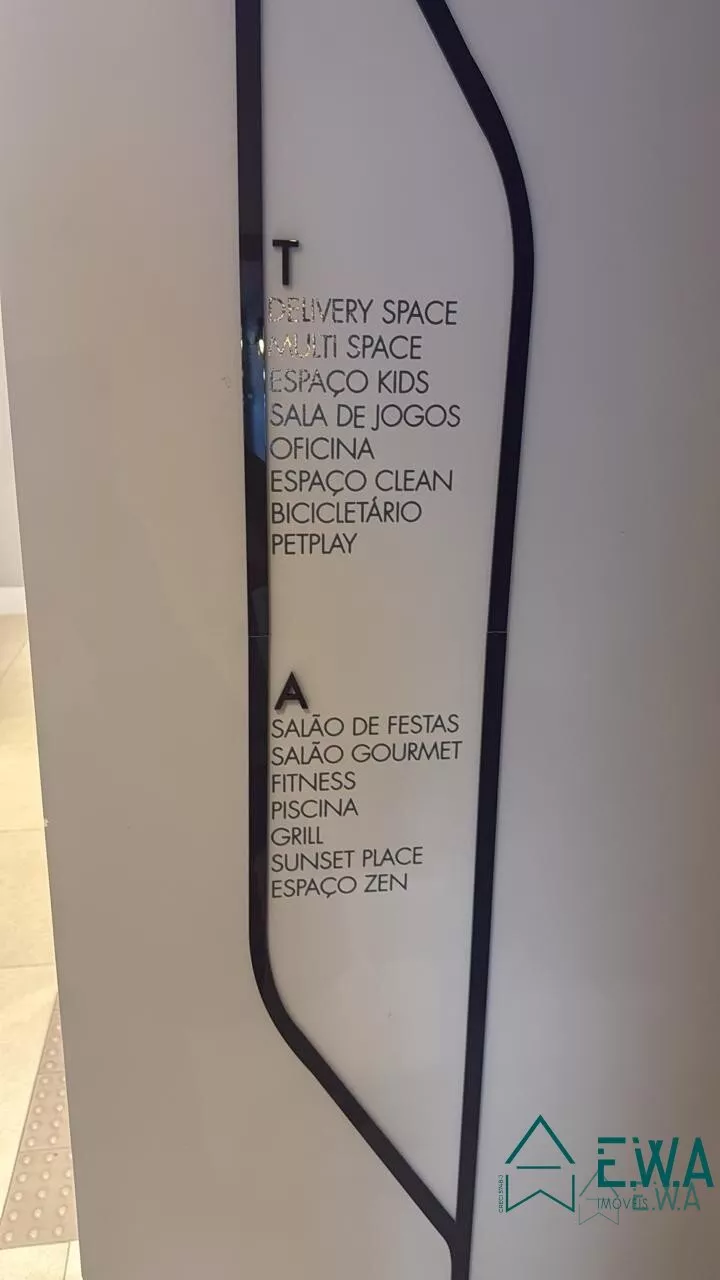 T
DELIVERY SPACE
MULTI SPACE
ESPAÇO KIDS
SALA DE JOGOS
OFICINA
ESPAÇO CLEAN
BICICLETÁRIO
PETPLAY
A
SALÃO DE FESTAS
SALÃO GOURMET
FITNESS
PISCINA
GRILL
SUNSET PLACE
ESPAÇO ZEN
E.W.A
IMÓVEIS
E.W.A